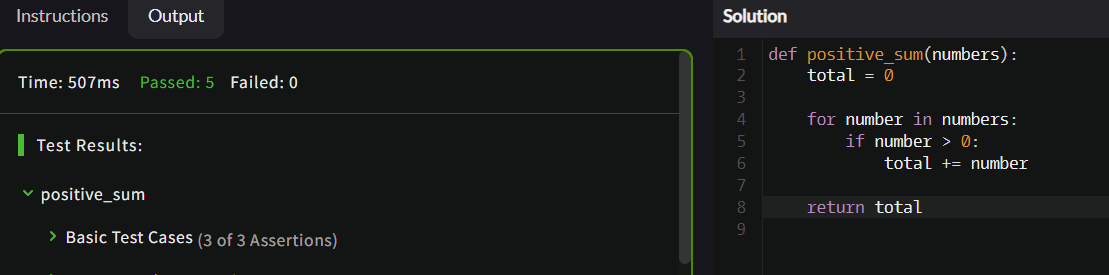 Instructions Output
Time: 507ms Passed: 5 Failed: 0
Test Results:
positive_sum
Basic Test Cases (3 of 3 Assertions)
Solution
1 def positive_sum(numbers):
2     total = 0
3
4     for number in numbers:
5         if number > 0:
6             total += number
7
8     return total
9